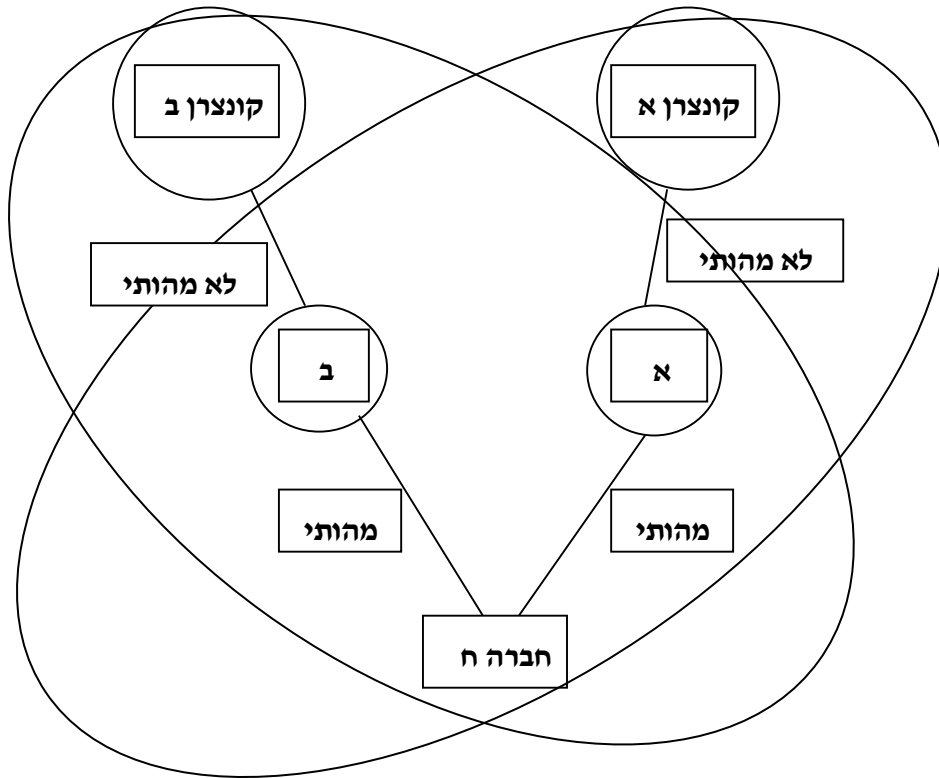 קונצרן א
קונצרן ב
לא מהותי
לא מהותי
א
ב
מהותי
מהותי
חברה ח